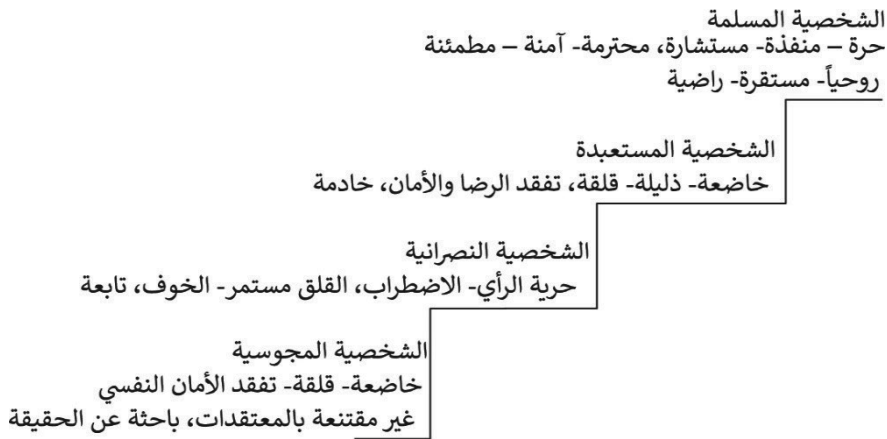 الشخصية المسلمة
حرة – منفذة- مستشارة، محترمة- آمنة – مطمئنة
روحياً- مستقرة- راضية
الشخصية المستعبدة
خاضعة- ذليلة- قلقة، تفقد الرضا والأمان، خادمة
الشخصية النصرانية
حرية الرأي- الاضطراب، القلق مستمر- الخوف، تابعة
الشخصية المجوسية
خاضعة- قلقة- تفقد الأمان النفسي
غير مقتنعة بالمعتقدات، باحثة عن الحقيقة